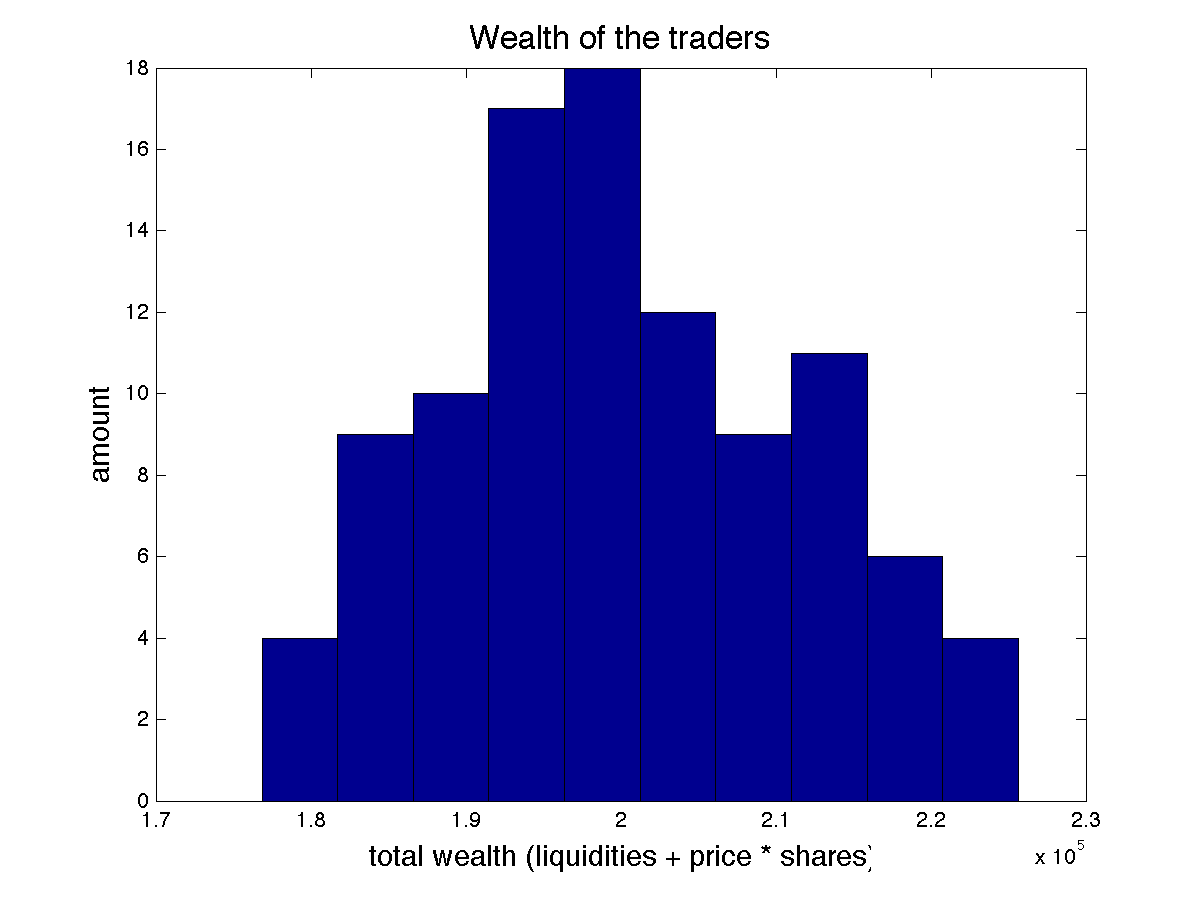 Wealth of the traders
18
16
14
12
10
8
6
4
2
0
amount
1.7 1.8 1.9 2 2.1 2.2 2.3
total wealth (liquidities + price * shares)
x 10^5